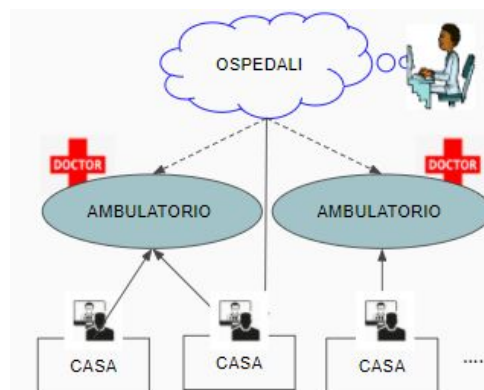 OSPEDALI
DOCTOR
DOCTOR
AMBULATORIO
AMBULATORIO
CASA
CASA
CASA
....